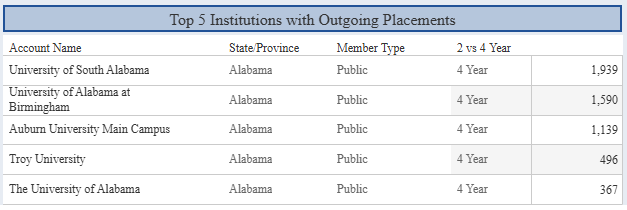 Top 5 Institutions with Outgoing Placements
Account Name State/Province Member Type 2 vs 4 Year
University of South Alabama Alabama Public 4 Year 1,939
University of Alabama at
Birmingham Alabama Public 4 Year 1,590
Auburn University Main Campus Alabama Public 4 Year 1,139
Troy University Alabama Public 4 Year 496
The University of Alabama Alabama Public 4 Year 367